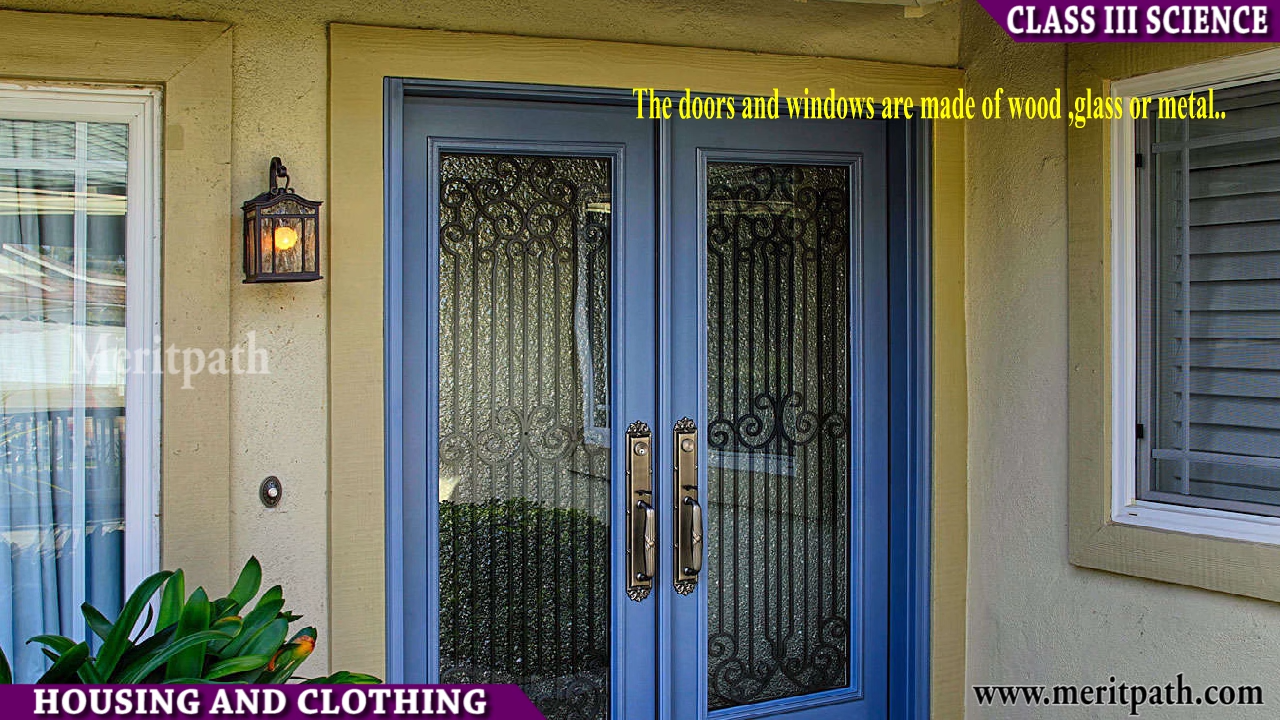 CLASS III SCIENCE
The doors and windows are made of wood ,glass or metal..
Meritpath
HOUSING AND CLOTHING
www.meritpath.com